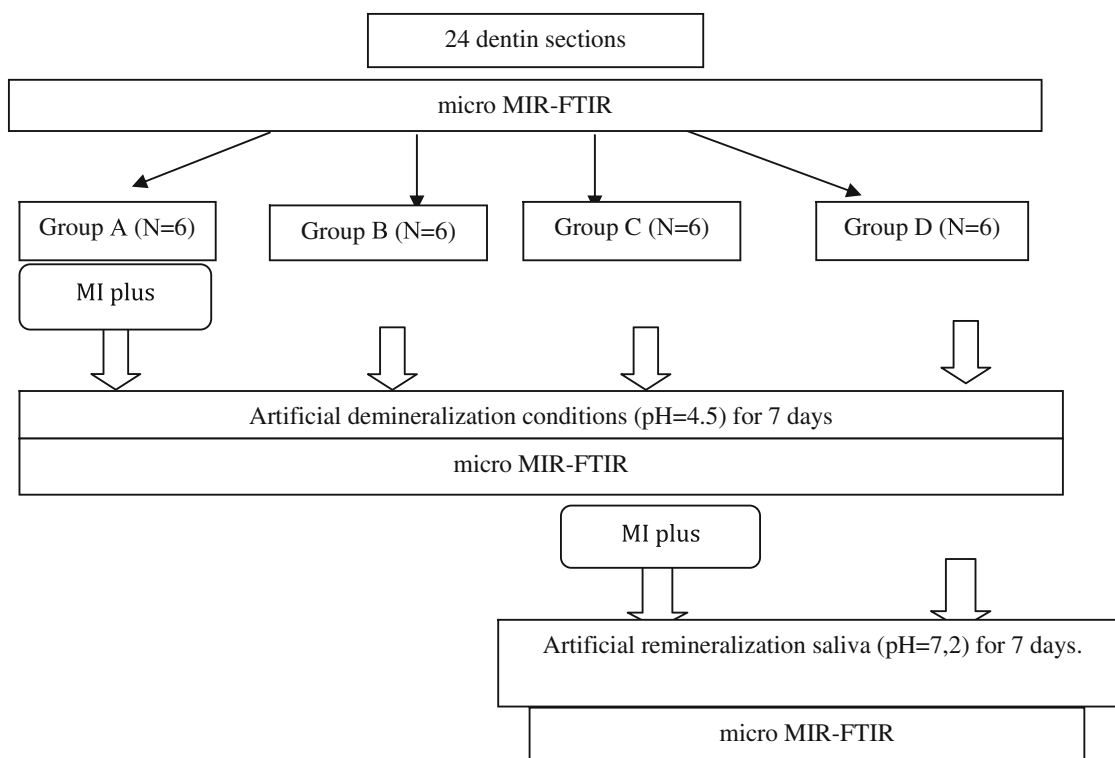 24 dentin sections
micro MIR-FTIR
Group A (N=6)
Group B (N=6)
Group C (N=6)
Group D (N=6)
MI plus
Artificial demineralization conditions (pH=4.5) for 7 days
micro MIR-FTIR
MI plus
Artificial remineralization saliva (pH=7,2) for 7 days.
micro MIR-FTIR